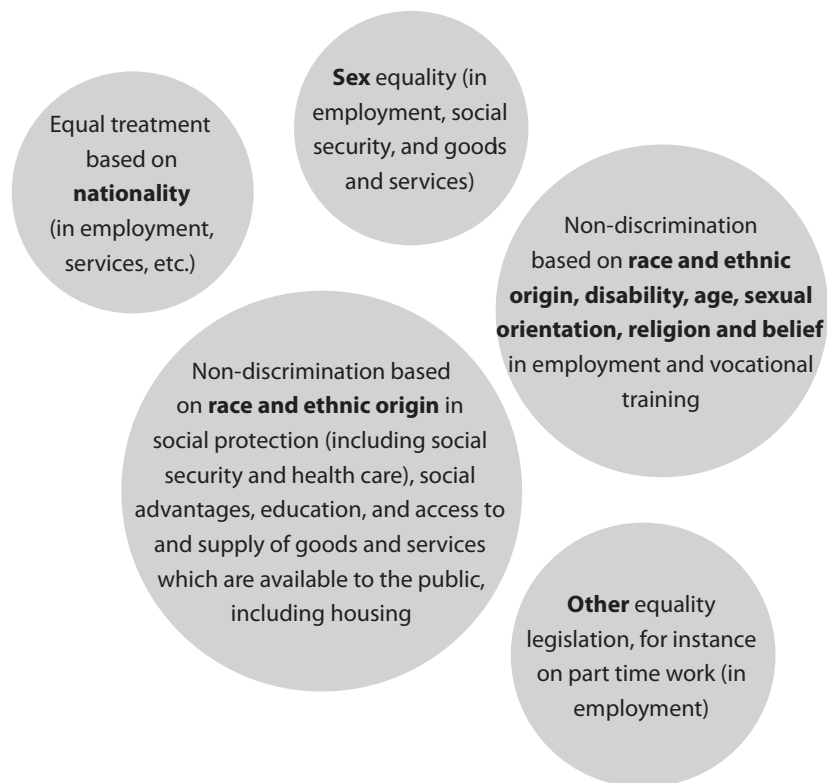 Sex equality (in
employment, social
security, and goods
and services)
Equal treatment
based on
nationality
(in employment,
services, etc.)
Non-discrimination
based on race and ethnic
origin, disability, age, sexual
orientation, religion and belief
in employment and vocational
training
Non-discrimination based
on race and ethnic origin in
social protection (including social
security and health care), social
advantages, education, and access to
and supply of goods and services
which are available to the public,
including housing
Other equality
legislation, for instance
on part time work (in
employment)